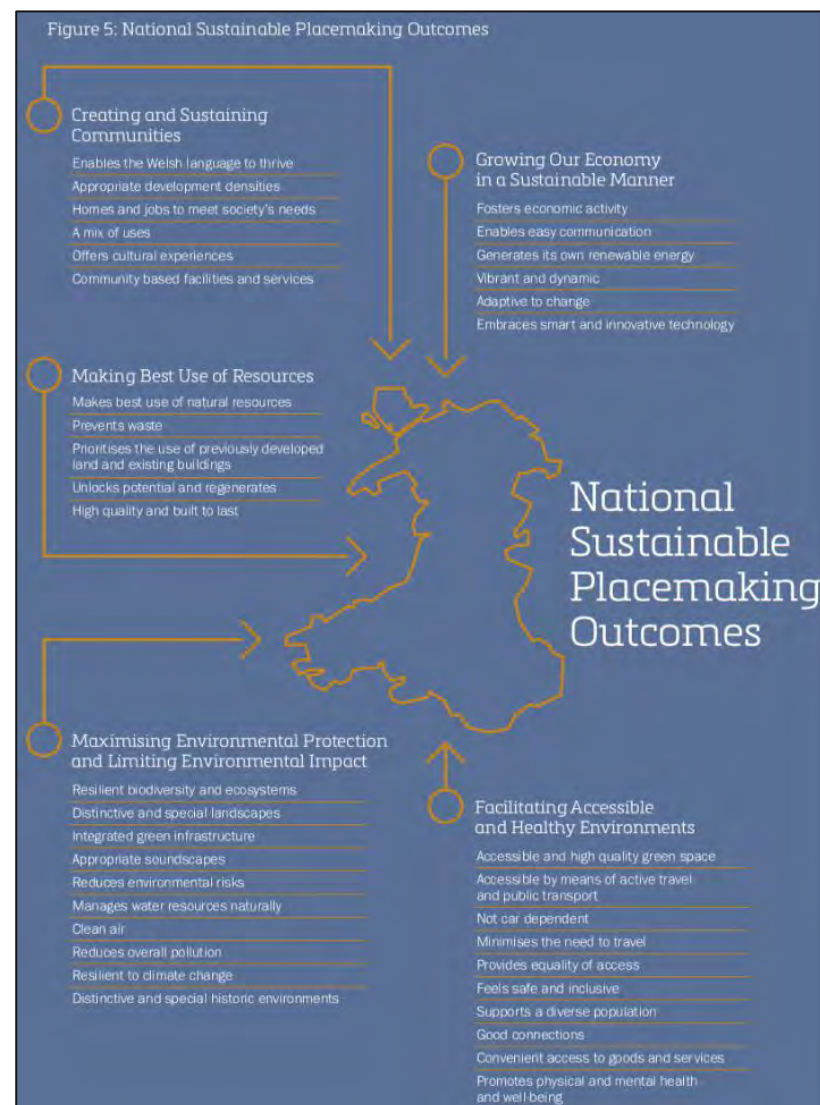 Figure 5: National Sustainable Placemaking Outcomes
Creating and Sustaining
Communities
Enables the Welsh language to thrive
Appropriate development densities
Homes and jobs to meet society's needs
A mix of uses
Offers cultural experiences
Community based facilities and services
Growing Our Economy
in a Sustainable Manner
Fosters economic activity
Enables easy communication
Generates its own renewable energy
Vibrant and dynamic
Adaptive to change
Embraces smart and innovative technology
Making Best Use of Resources
Makes best use of natural resources
Prevents waste
Prioritises the use of previously developed
land and existing buildings
Unlocks potential and regenerates
High quality and built to last
National
Sustainable
Placemaking
Outcomes
Maximising Environmental Protection
and Limiting Environmental Impact
Resilient biodiversity and ecosystems
Distinctive and special landscapes
Integrated green infrastructure
Appropriate soundscapes
Reduces environmental risks
Manages water resources naturally
Clean air
Reduces overall pollution
Resilient to climate change
Distinctive and special historic environments
Facilitating Accessible
and Healthy Environments
Accessible and high quality green space
Accessible by means of active travel
and public transport
Not car dependent
Minimises the need to travel
Provides equality of access
Feels safe and inclusive
Supports a diverse population
Good connections
Convenient access to goods and services
Promotes physical and mental health
and well-being